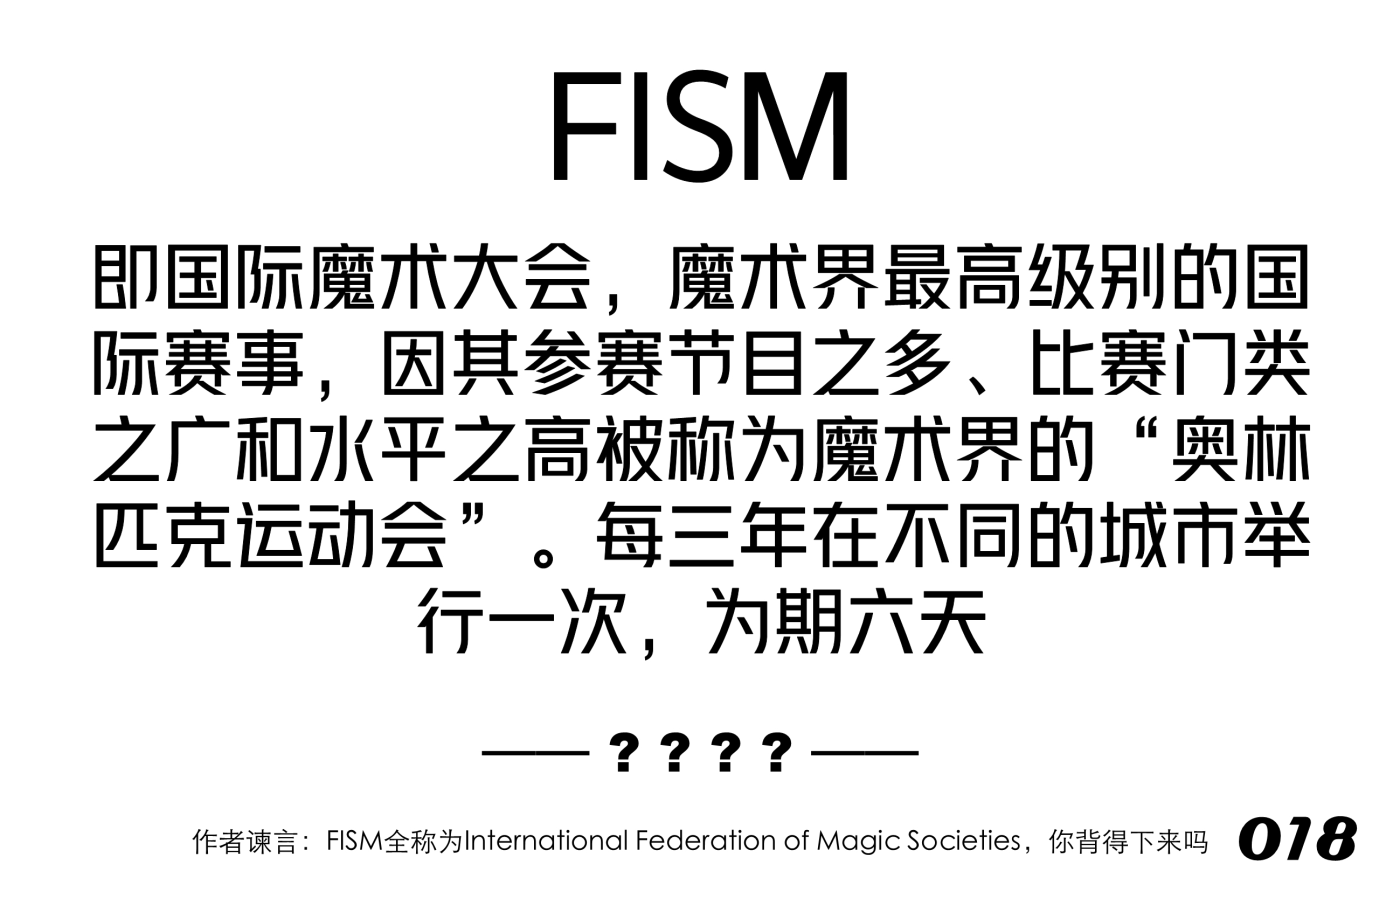 FISM
即国际魔术大会，魔术界最高级别的国
际赛事，因其参赛节目之多、比赛门类
之广和水平之高被称为魔术界的“奥林
匹克运动会”。每三年在不同的城市举
行一次，为期六天
——？？？？——
作者谏言：FISM全称为International Federation of Magic Societies，你背得下来吗
018